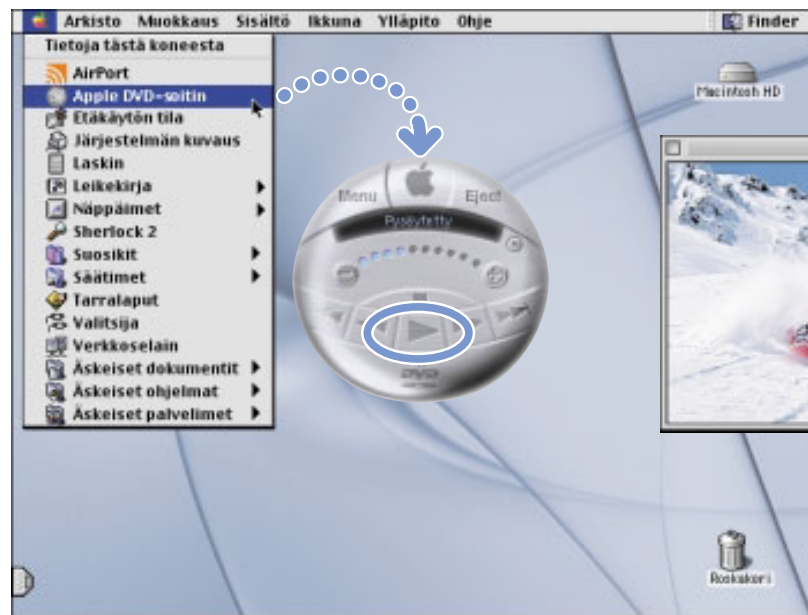 Arkisto Muokkaus Sisältö Ikkuna Ylläpito Ohje Finder
Tietoja tästä koneesta
AirPort
Apple DVD-soitin
Etäkäytön tila
Järjestelmän kuvaus
Laskin
Leikekirja
Näppäimet
Sherlock 2
Suosikit
Säätimet
Tarralaput
Valitsija
Verkkoselain
Äskeiset dokumentit
Äskeiset ohjelmat
Äskeiset palvelimet
Macintosh HD
Menu
Eject
Pysäytetty
DVD
Roskakori